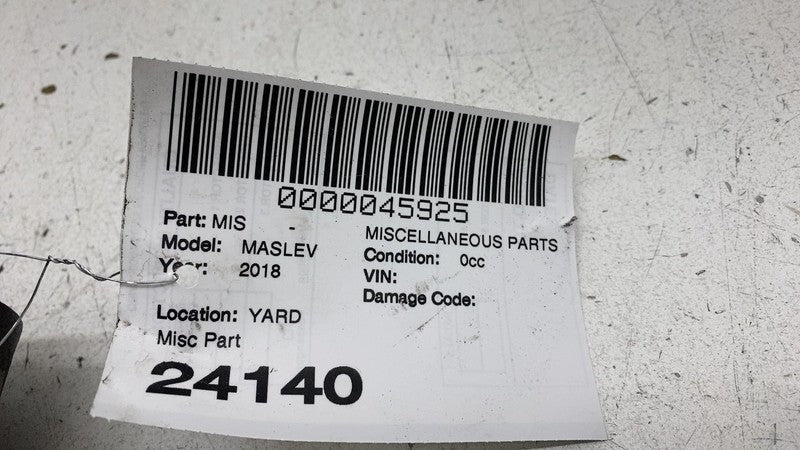 0000045925
Part: MIS - MISCELLANEOUS PARTS
Model: MASLEV Condition: 0cc
Year: 2018 VIN:
Damage Code:
Location: YARD
Misc Part
24140